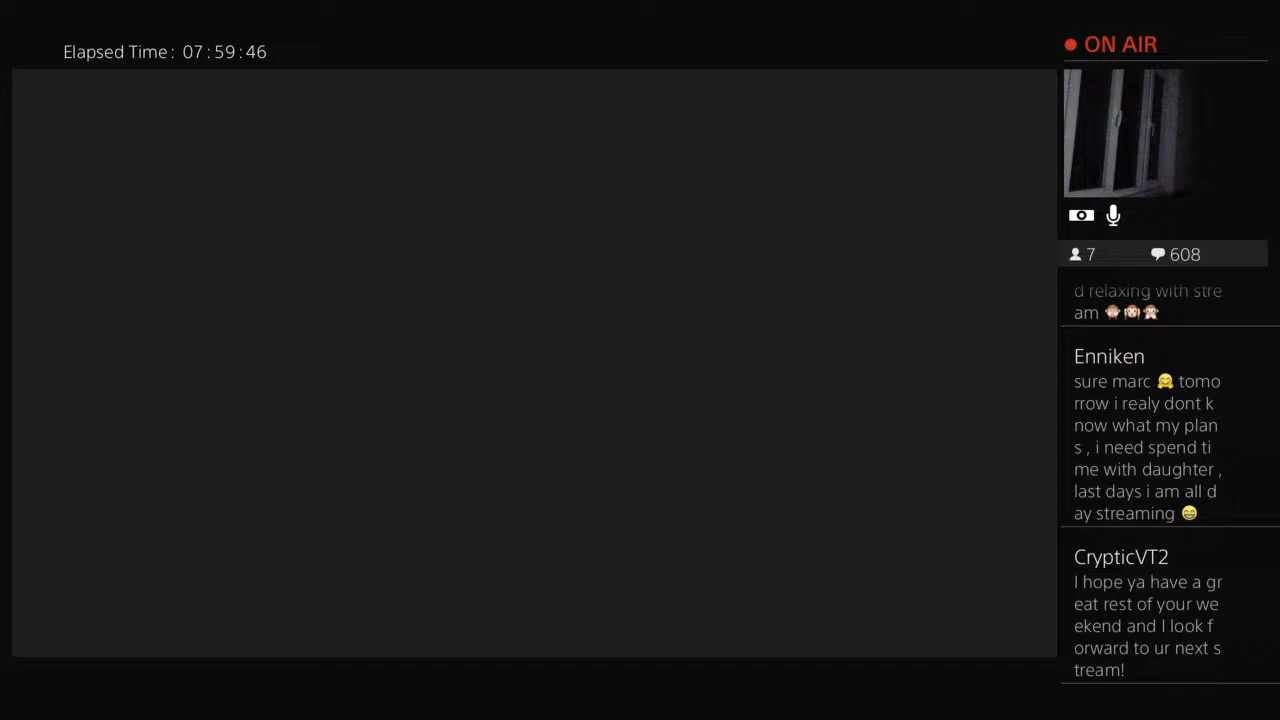 Elapsed Time: 07:59:46
ON AIR
7 608
d relaxing with stre
am 🙈🙉🙊
Enniken
sure marc 🤗 tomo
rrow i realy dont k
now what my plan
s , i need spend ti
me with daughter ,
last days i am all d
ay streaming 😁
CrypticVT2
I hope ya have a gr
eat rest of your we
ekend and I look f
orward to ur next s
tream!